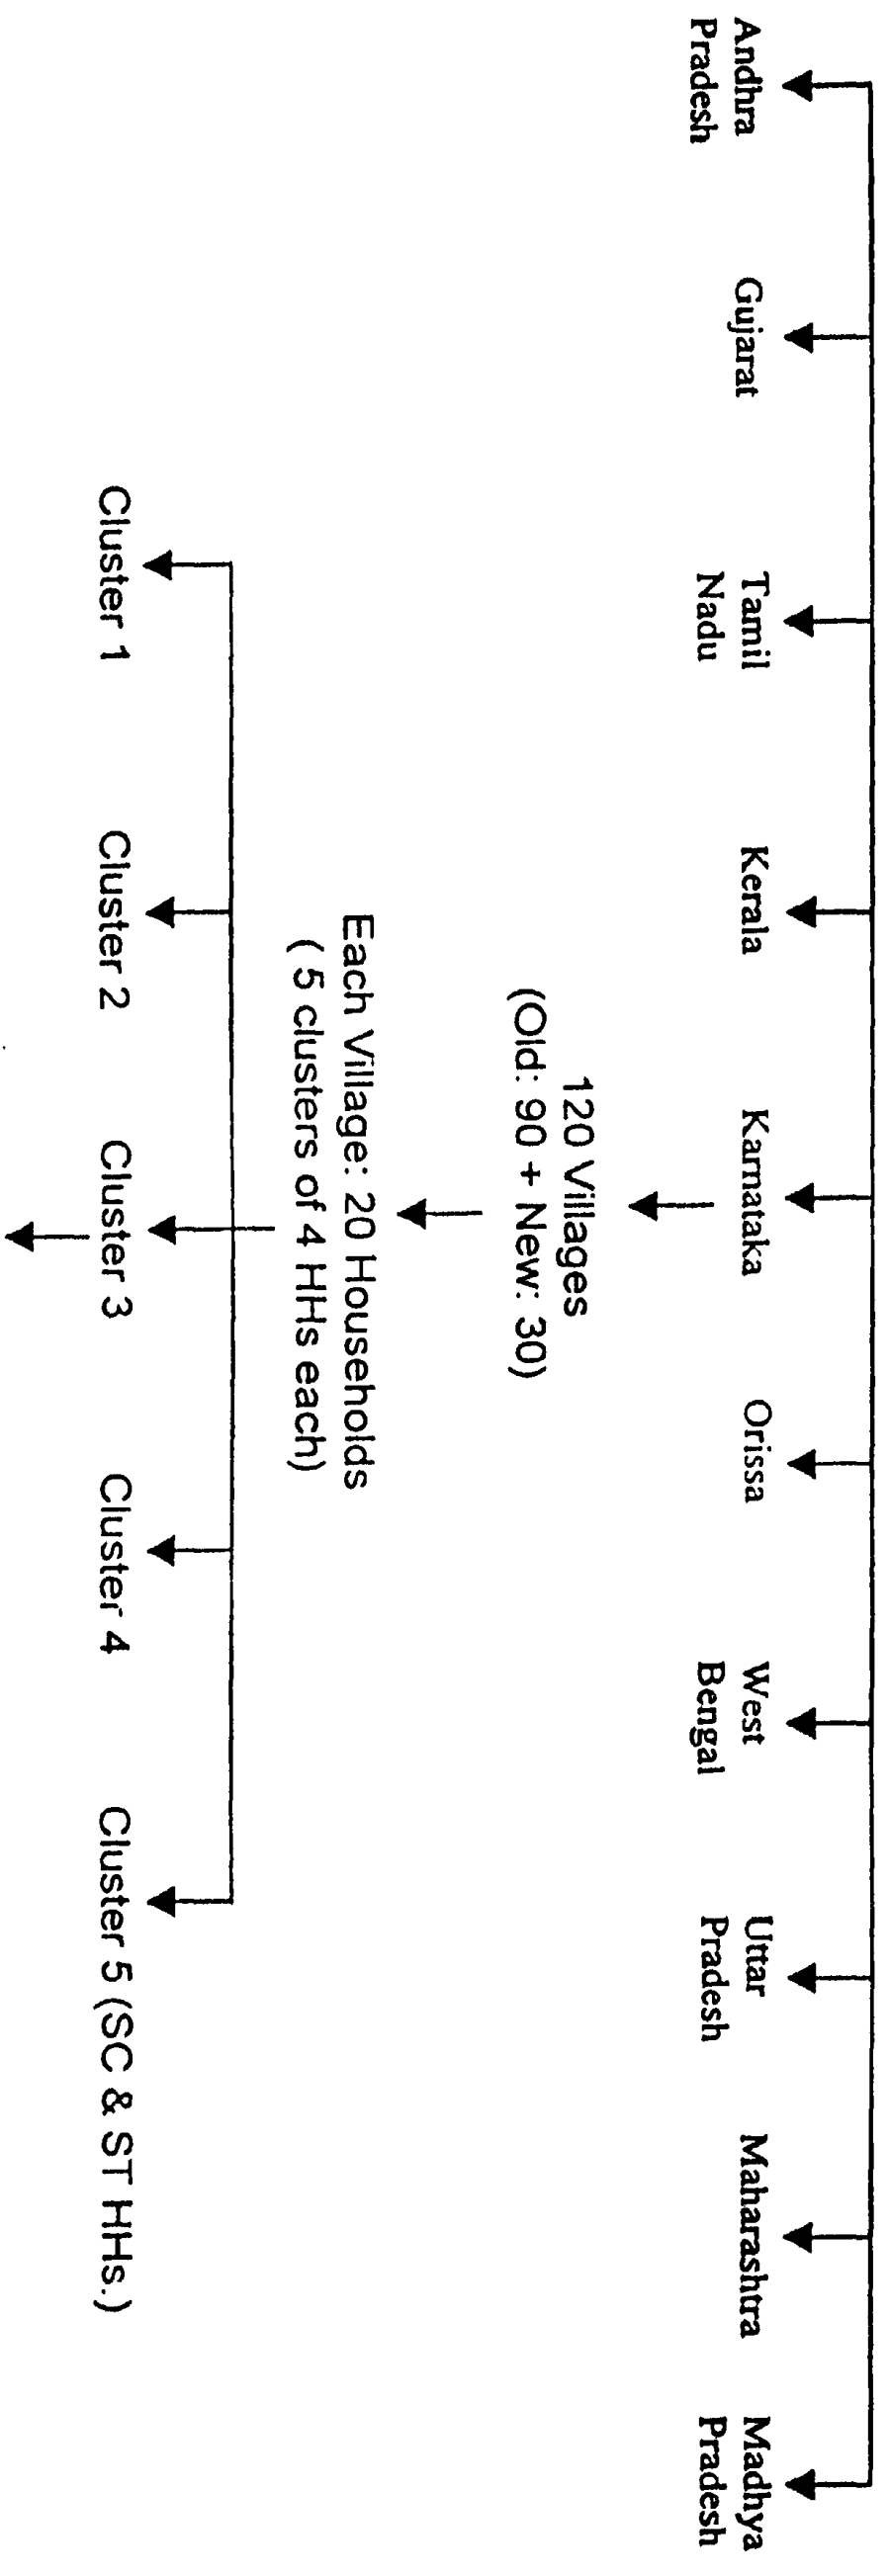 Andhra
Pradesh
Gujarat
Tamil
Nadu
Kerala
Karnataka
Orissa
West
Bengal
Uttar
Pradesh
Maharashtra
Madhya
Pradesh
120 Villages
(Old: 90 + New: 30)
Each Village: 20 Households
( 5 clusters of 4 HHs each)
Cluster 1
Cluster 2
Cluster 3
Cluster 4
Cluster 5 (SC & ST HHs.)